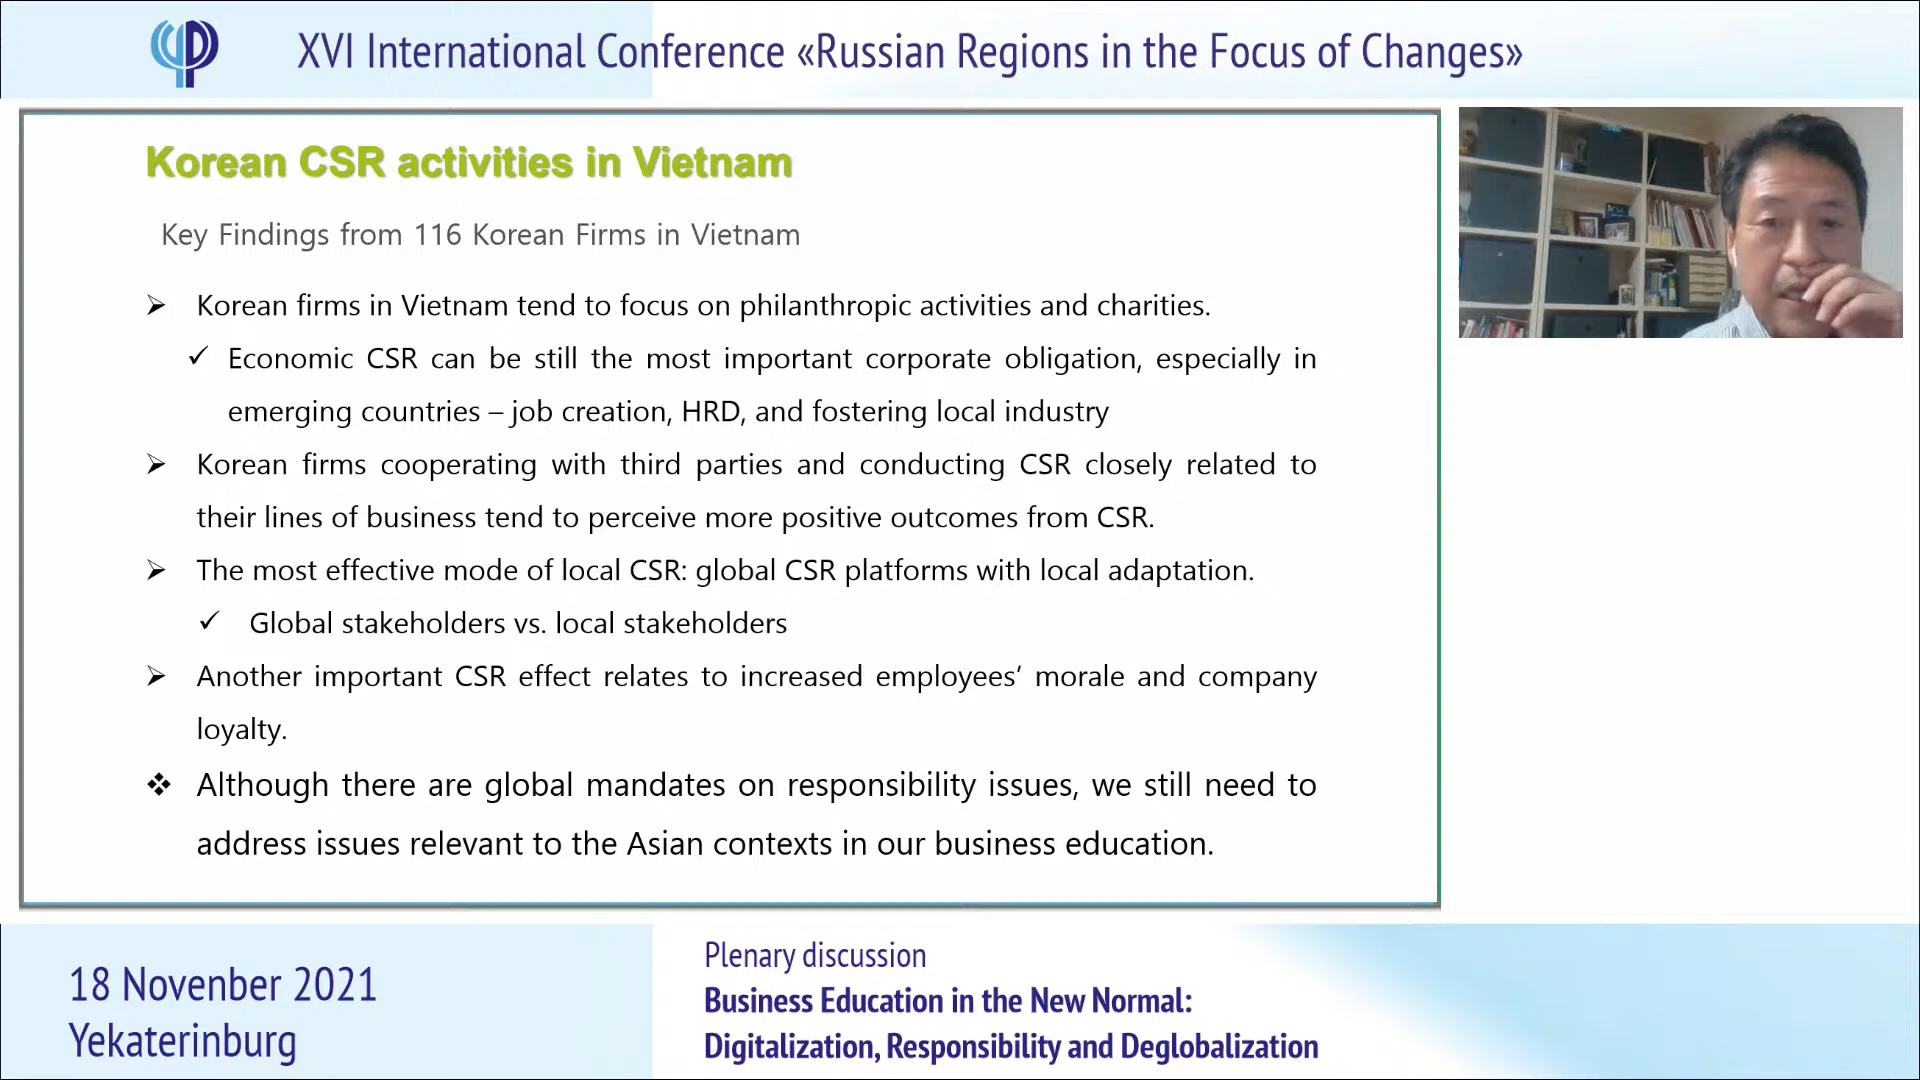 XVI International Conference «Russian Regions in the Focus of Changes»
Korean CSR activities in Vietnam
Key Findings from 116 Korean Firms in Vietnam
➢ Korean firms in Vietnam tend to focus on philanthropic activities and charities.
✓ Economic CSR can be still the most important corporate obligation, especially in
emerging countries – job creation, HRD, and fostering local industry
➢ Korean firms cooperating with third parties and conducting CSR closely related to
their lines of business tend to perceive more positive outcomes from CSR.
➢ The most effective mode of local CSR: global CSR platforms with local adaptation.
✓ Global stakeholders vs. local stakeholders
➢ Another important CSR effect relates to increased employees’ morale and company
loyalty.
❖ Although there are global mandates on responsibility issues, we still need to
address issues relevant to the Asian contexts in our business education.
18 Novenber 2021
Yekaterinburg
Plenary discussion
Business Education in the New Normal:
Digitalization, Responsibility and Deglobalization